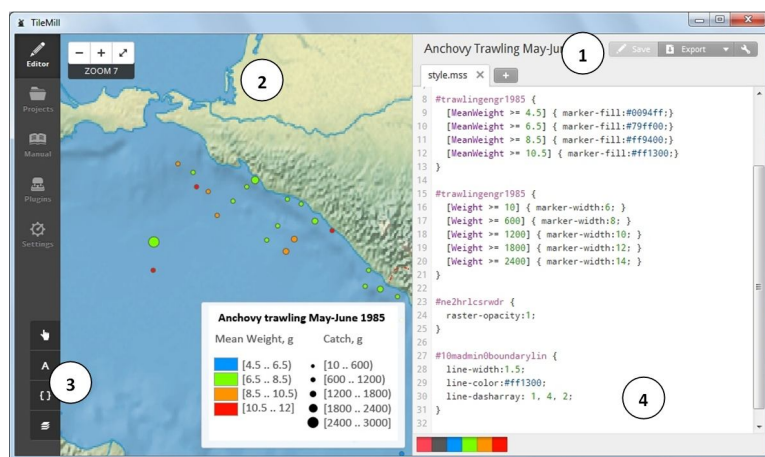 TileMill
Editor
Projects
Manual
Plugins
Settings
A
{ }
3
ZOOM 7
2
Anchovy trawling May-June 1985
Mean Weight, g Catch, g
[4.5 .. 6.5) [10 .. 600)
[6.5 .. 8.5) [600 .. 1200)
[8.5 .. 10.5) [1200 .. 1800)
[10.5 .. 12] [1800 .. 2400)
[2400 .. 3000]
Anchovy Trawling May-Ju
1
Save Export
style.mss
8 #trawlingengr1985 {
9 [MeanWeight >= 4.5] { marker-fill:#0094ff;}
10 [MeanWeight >= 6.5] { marker-fill:#79ff00;}
11 [MeanWeight >= 8.5] { marker-fill:#ff9400;}
12 [MeanWeight >= 10.5] { marker-fill:#ff1300;}
13 }
14
15 #trawlingengr1985 {
16 [Weight >= 10] { marker-width:6; }
17 [Weight >= 600] { marker-width:8; }
18 [Weight >= 1200] { marker-width:10; }
19 [Weight >= 1800] { marker-width:12; }
20 [Weight >= 2400] { marker-width:14; }
21 }
22
23 #ne2hrlcsrwdr {
24 raster-opacity:1;
25 }
26
27 #10madmin0boundarylin {
28 line-width:1.5;
29 line-color:#ff1300;
30 line-dasharray: 1, 4, 2;
31 }
32
4